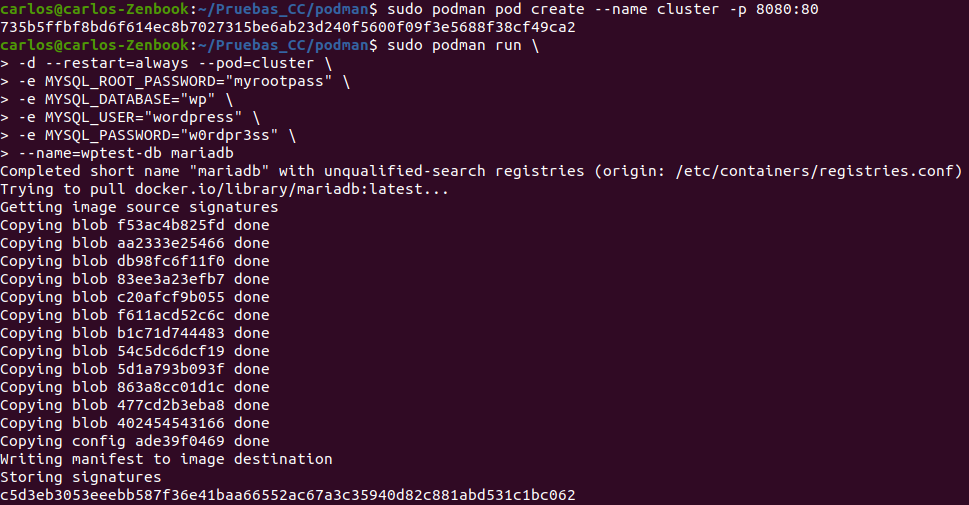 carlos@carlos-Zenbook:~/Pruebas_CC/podman$ sudo podman pod create --name cluster -p 8080:80
735b5ffbf8bd6f614ec8b7027315be6ab23d240f5600f09f3e5688f38cf49ca2
carlos@carlos-Zenbook:~/Pruebas_CC/podman$ sudo podman run \
> -d --restart=always --pod=cluster \
> -e MYSQL_ROOT_PASSWORD="myrootpass" \
> -e MYSQL_DATABASE="wp" \
> -e MYSQL_USER="wordpress" \
> -e MYSQL_PASSWORD="w0rdpr3ss" \
> --name=wptest-db mariadb
Completed short name "mariadb" with unqualified-search registries (origin: /etc/containers/registries.conf)
Trying to pull docker.io/library/mariadb:latest...
Getting image source signatures
Copying blob f53ac4b825fd done
Copying blob aa2333e25466 done
Copying blob db98fc6f11f0 done
Copying blob 83ee3a23efb7 done
Copying blob c20afcf9b055 done
Copying blob f611acd52c6c done
Copying blob b1c71d744483 done
Copying blob 54c5dc6dcf19 done
Copying blob 5d1a793b093f done
Copying blob 863a8cc01d1c done
Copying blob 477cd2b3eba8 done
Copying blob 402454543166 done
Copying config ade39f0469 done
Writing manifest to image destination
Storing signatures
c5d3eb3053eeebb587f36e41baa66552ac67a3c35940d82c881abd531c1bc062